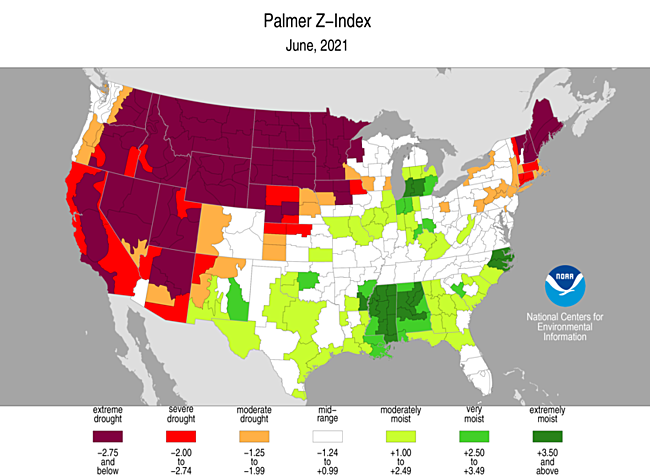 Palmer Z-Index
June, 2021
NOAA
National Centers for
Environmental
Information
extreme drought
severe drought
moderate drought
mid-range
moderately moist
very moist
extremely moist
-2.75 and below
-2.00 to -2.74
-1.25 to -1.99
-1.24 to +0.99
+1.00 to +2.49
+2.50 to +3.49
+3.50 and above